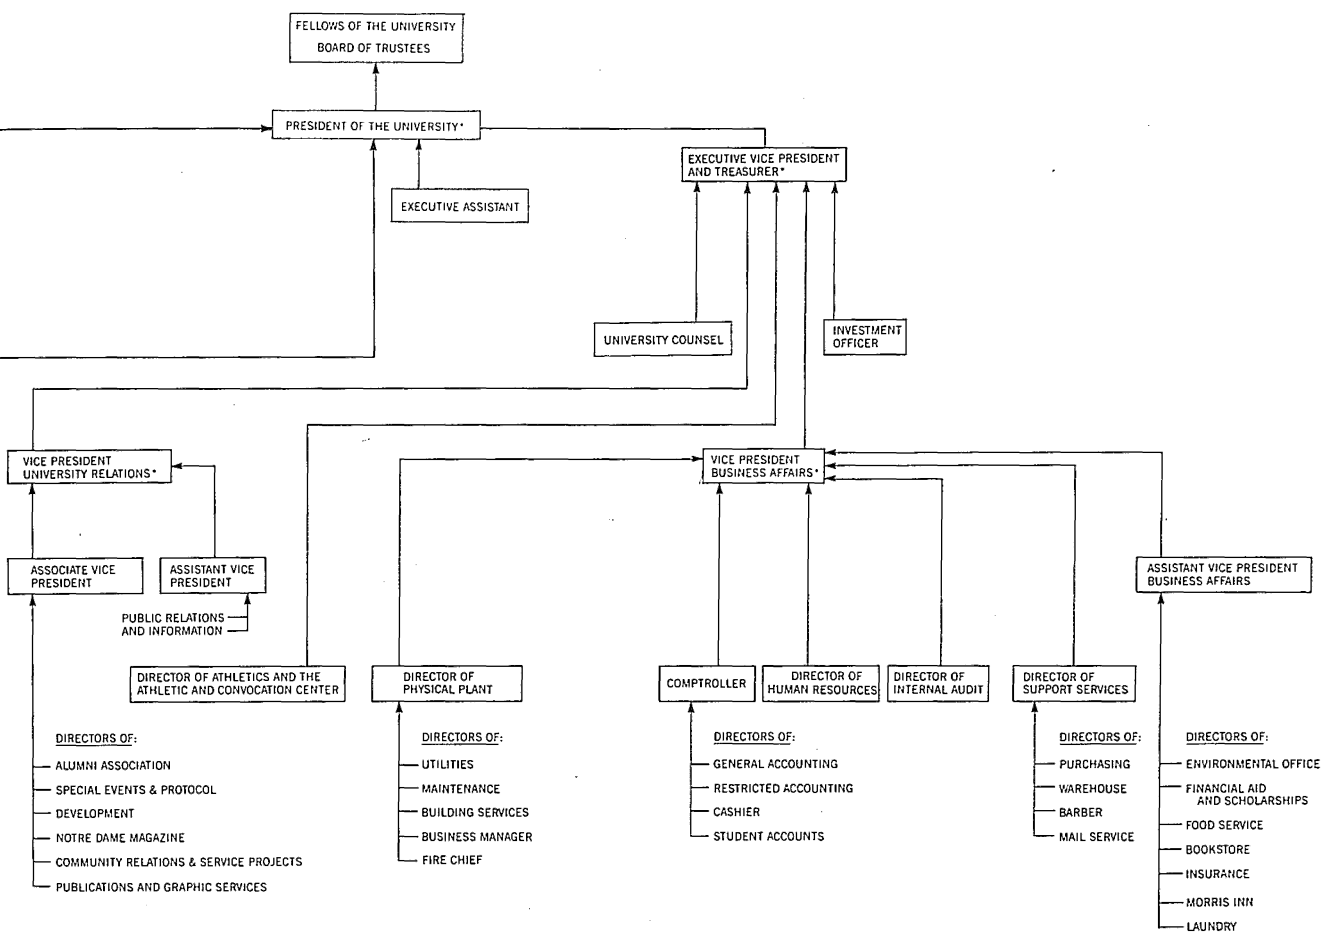 FELLOWS OF THE UNIVERSITY
BOARD OF TRUSTEES
PRESIDENT OF THE UNIVERSITY*
EXECUTIVE VICE PRESIDENT
AND TREASURER*
EXECUTIVE ASSISTANT
UNIVERSITY COUNSEL
INVESTMENT
OFFICER
VICE PRESIDENT
UNIVERSITY RELATIONS*
VICE PRESIDENT
BUSINESS AFFAIRS*
ASSOCIATE VICE
PRESIDENT
ASSISTANT VICE
PRESIDENT
ASSISTANT VICE PRESIDENT
BUSINESS AFFAIRS
PUBLIC RELATIONS
AND INFORMATION
DIRECTOR OF ATHLETICS AND THE
ATHLETIC AND CONVOCATION CENTER
DIRECTOR OF
PHYSICAL PLANT
COMPTROLLER
DIRECTOR OF
HUMAN RESOURCES
DIRECTOR OF
INTERNAL AUDIT
DIRECTOR OF
SUPPORT SERVICES
DIRECTORS OF:
ALUMNI ASSOCIATION
SPECIAL EVENTS & PROTOCOL
DEVELOPMENT
NOTRE DAME MAGAZINE
COMMUNITY RELATIONS & SERVICE PROJECTS
PUBLICATIONS AND GRAPHIC SERVICES
DIRECTORS OF:
UTILITIES
MAINTENANCE
BUILDING SERVICES
BUSINESS MANAGER
FIRE CHIEF
DIRECTORS OF:
GENERAL ACCOUNTING
RESTRICTED ACCOUNTING
CASHIER
STUDENT ACCOUNTS
DIRECTORS OF:
PURCHASING
WAREHOUSE
BARBER
MAIL SERVICE
DIRECTORS OF:
ENVIRONMENTAL OFFICE
FINANCIAL AID
AND SCHOLARSHIPS
FOOD SERVICE
BOOKSTORE
INSURANCE
MORRIS INN
LAUNDRY